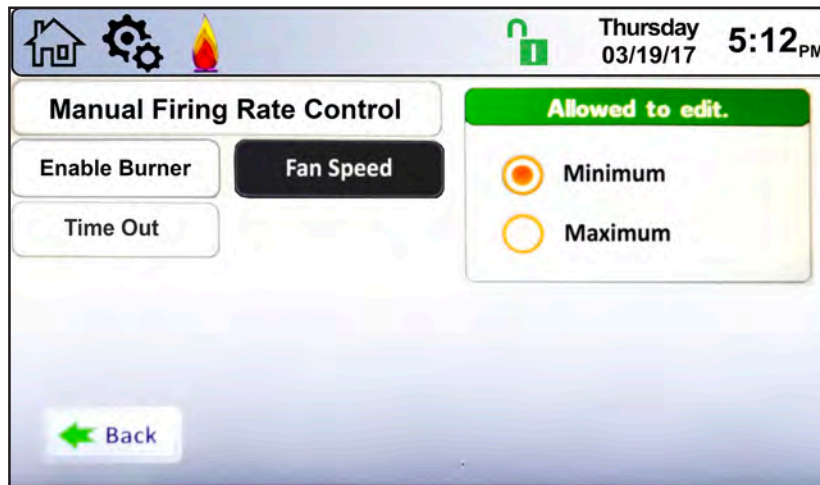 Thursday
03/19/17
5:12PM
Manual Firing Rate Control
Allowed to edit.
Enable Burner
Fan Speed
Minimum
Time Out
Maximum
Back